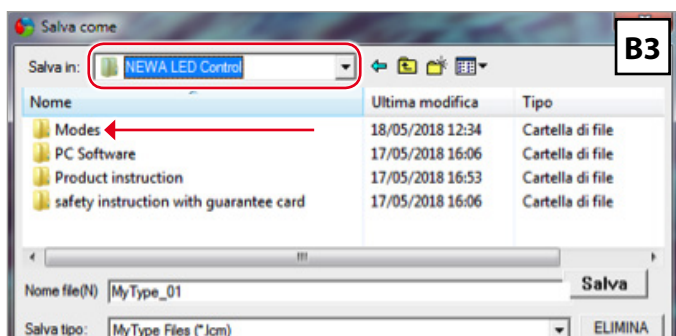 Salva come
B3
Salva in: NEWA LED Control
Nome Ultima modifica Tipo
Modes 18/05/2018 12:34 Cartella di file
PC Software 17/05/2018 16:06 Cartella di file
Product instruction 17/05/2018 16:53 Cartella di file
safety instruction with guarantee card 17/05/2018 16:06 Cartella di file
Nome file(N) MyType_01 Salva
Salva tipo: MyType Files (*.lcm) ELIMINA